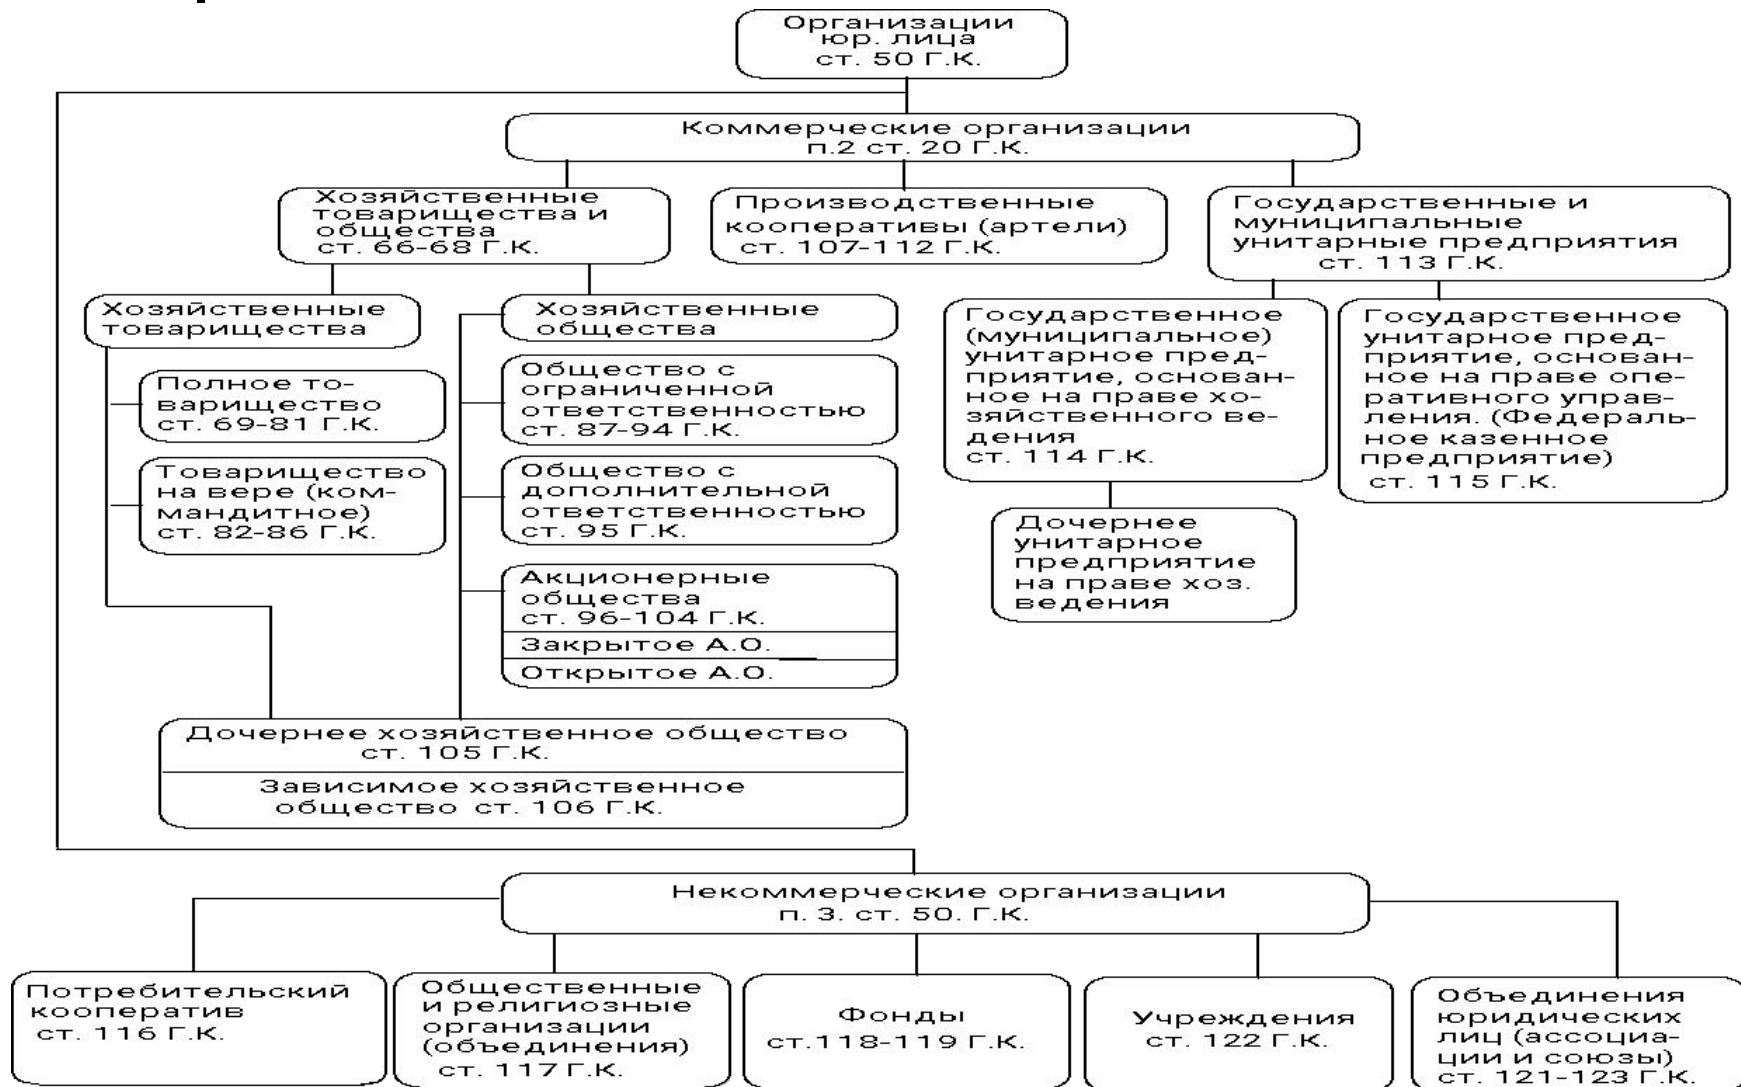 Организации
юр. лица
ст. 50 Г.К.
Коммерческие организации
п.2 ст. 20 Г.К.
Хозяйственные
товарищества и
общества
ст. 66-68 Г.К.
Производственные
кооперативы (артели)
ст. 107-112 Г.К.
Государственные и
муниципальные
унитарные предприятия
ст. 113 Г.К.
Хозяйственные
товарищества
Полное то-
варищество
ст. 69-81 Г.К.
Товарищество
на вере (ком-
мандитное)
ст. 82-86 Г.К.
Хозяйственные
общества
Общество с
ограниченной
ответственностью
ст. 87-94 Г.К.
Общество с
дополнительной
ответственностью
ст. 95 Г.К.
Акционерные
общества
ст. 96-104 Г.К.
Закрытое А.О.
Открытое А.О.
Государственное
(муниципальное)
унитарное пред-
приятие, основан-
ное на праве хо-
зяйственного ве-
дения
ст. 114 Г.К.
Государственное
унитарное пред-
приятие, основан-
ное на праве опе-
ративного управ-
ления. (Федераль-
ное казенное
предприятие)
ст. 115 Г.К.
Дочернее
унитарное
предприятие
на праве хоз.
ведения
Дочернее хозяйственное общество
ст. 105 Г.К.
Зависимое хозяйственное
общество ст. 106 Г.К.
Некоммерческие организации
п. 3. ст. 50. Г.К.
Потребительский
кооператив
ст. 116 Г.К.
Общественные
и религиозные
организации
(объединения)
ст. 117 Г.К.
Фонды
ст.118-119 Г.К.
Учреждения
ст. 122 Г.К.
Объединения
юридических
лиц (ассоциа-
ции и союзы)
ст. 121-123 Г.К.